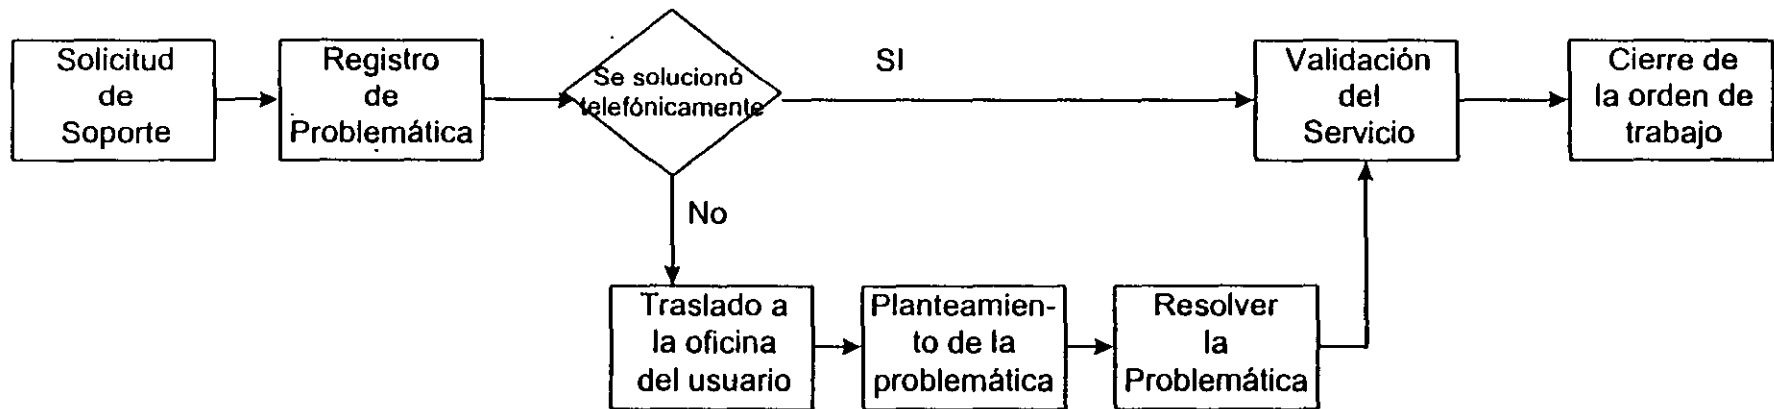 Solicitud
de
Soporte
Registro
de
Problemática
Se solucionó
telefónicamente
SI
Validación
del
Servicio
Cierre de
la orden de
trabajo
No
Traslado a
la oficina
del usuario
Planteamien-
to de la
problemática
Resolver
la
Problemática